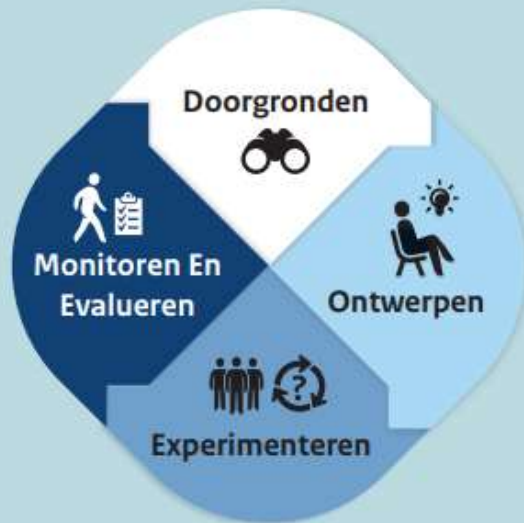 Doorgronden
Monitoren En
Evalueren
Ontwerpen
?
Experimenteren